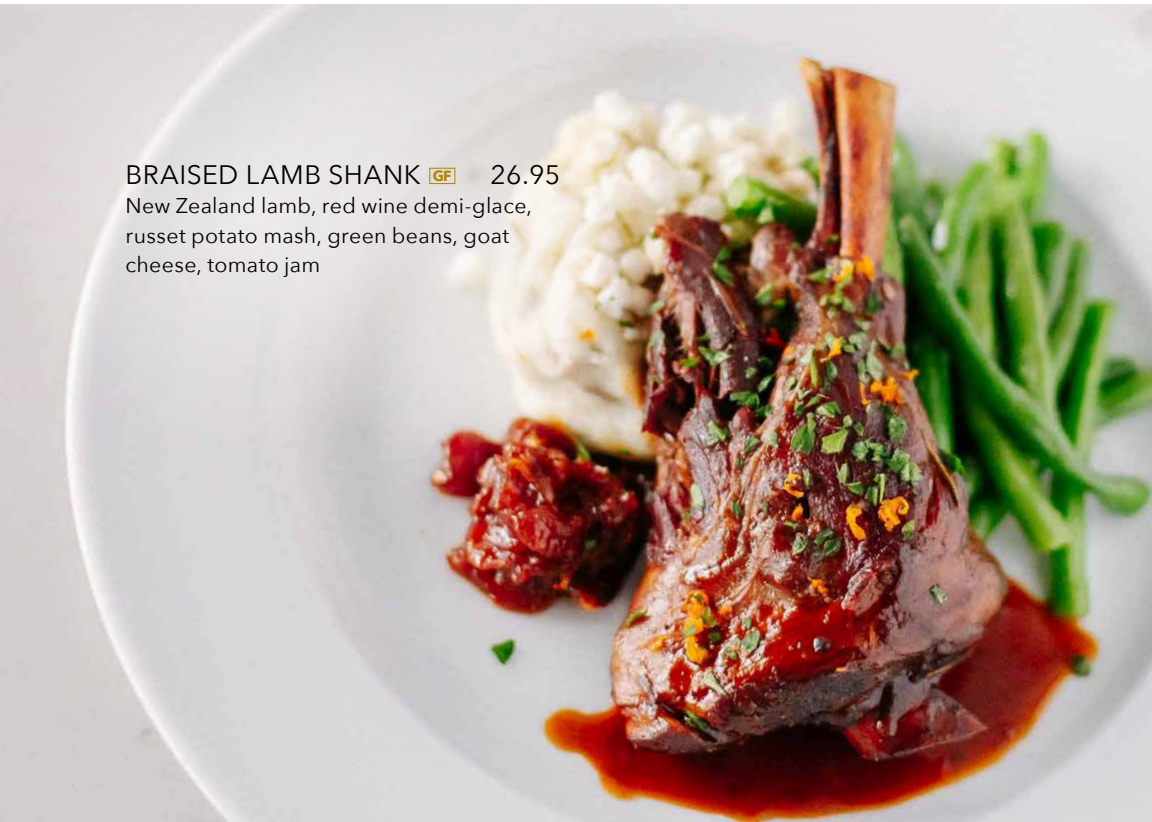 BRAISED LAMB SHANK GF 26.95
New Zealand lamb, red wine demi-glace,
russet potato mash, green beans, goat
cheese, tomato jam